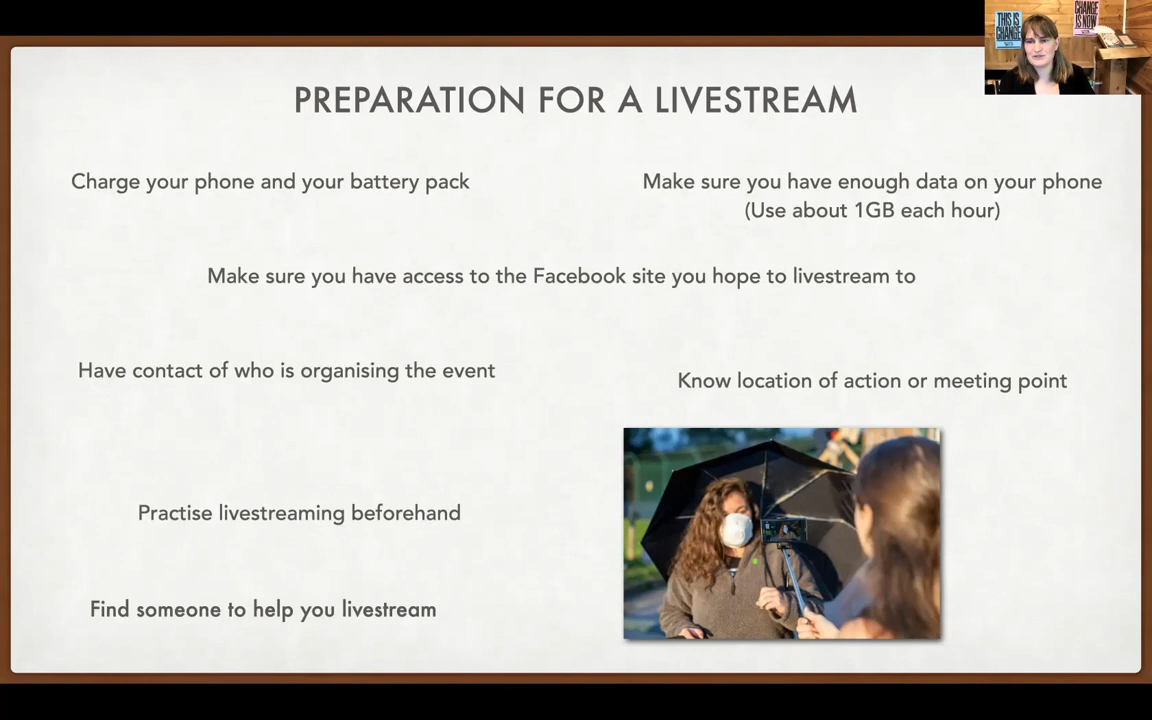 THIS IS
CHANGE
CHANGE
IS NOW
PREPARATION FOR A LIVESTREAM
Charge your phone and your battery pack
Make sure you have enough data on your phone
(Use about 1GB each hour)
Make sure you have access to the Facebook site you hope to livestream to
Have contact of who is organising the event
Know location of action or meeting point
Practise livestreaming beforehand
Find someone to help you livestream